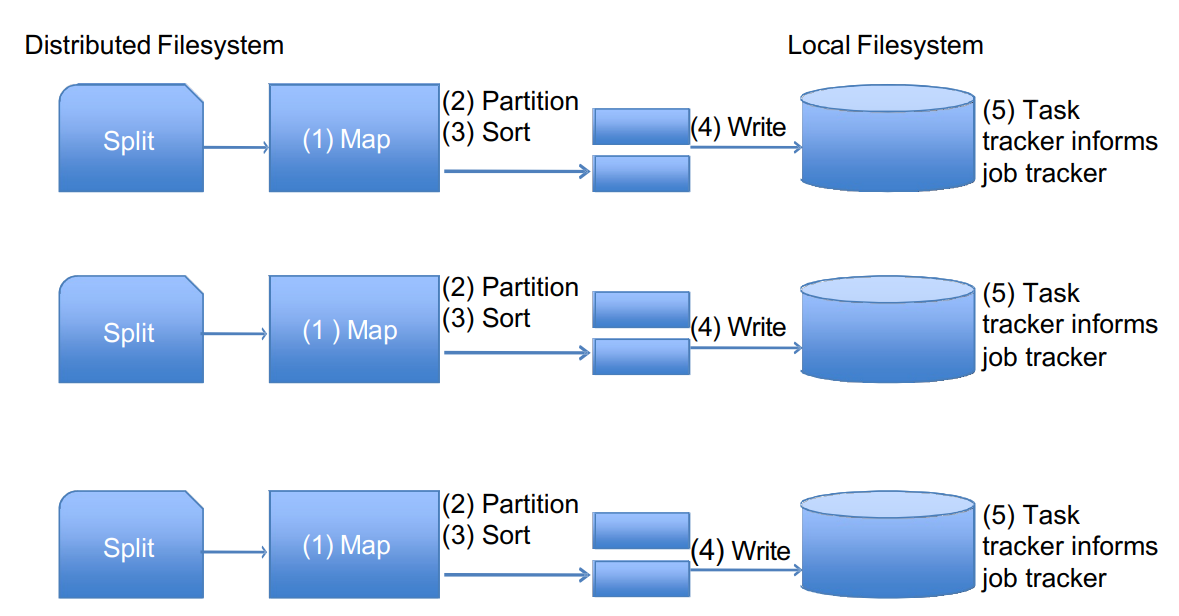 Distributed Filesystem
Local Filesystem
Split
(1) Map
(2) Partition
(3) Sort
(4) Write
(5) Task
tracker informs
job tracker
Split
(1 ) Map
(2) Partition
(3) Sort
(4) Write
(5) Task
tracker informs
job tracker
Split
(1) Map
(2) Partition
(3) Sort
(4) Write
(5) Task
tracker informs
job tracker